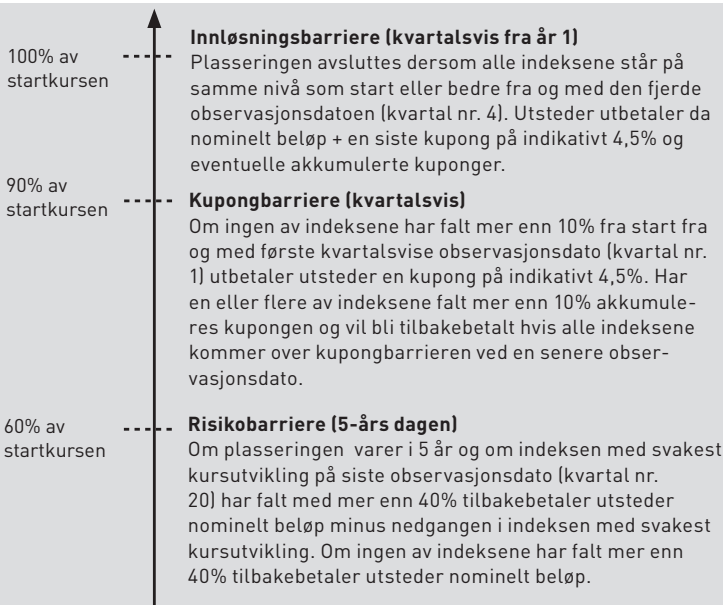 100% av
startkursen
Innløsningsbarriere (kvartalsvis fra år 1)
Plasseringen avsluttes dersom alle indeksene står på
samme nivå som start eller bedre fra og med den fjerde
observasjonsdatoen (kvartal nr. 4). Utsteder utbetaler da
nominelt beløp + en siste kupong på indikativt 4,5% og
eventuelle akkumulerte kuponger.
90% av
startkursen
Kupongbarriere (kvartalsvis)
Om ingen av indeksene har falt mer enn 10% fra start fra
og med første kvartalsvise observasjonsdato (kvartal nr.
1) utbetaler utsteder en kupong på indikativt 4,5%. Har
en eller flere av indeksene falt mer enn 10% akkumule-
res kupongen og vil bli tilbakebetalt hvis alle indeksene
kommer over kupongbarrieren ved en senere obser-
vasjonsdato.
60% av
startkursen
Risikobarriere (5-års dagen)
Om plasseringen varer i 5 år og om indeksen med svakest
kursutvikling på siste observasjonsdato (kvartal nr.
20) har falt med mer enn 40% tilbakebetaler utsteder
nominelt beløp minus nedgangen i indeksen med svakest
kursutvikling. Om ingen av indeksene har falt mer enn
40% tilbakebetaler utsteder nominelt beløp.